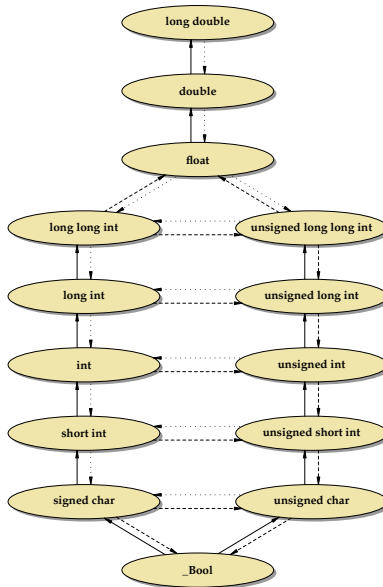 long double
double
float
long long int
unsigned long long int
long int
unsigned long int
int
unsigned int
short int
unsigned short int
signed char
unsigned char
_Bool